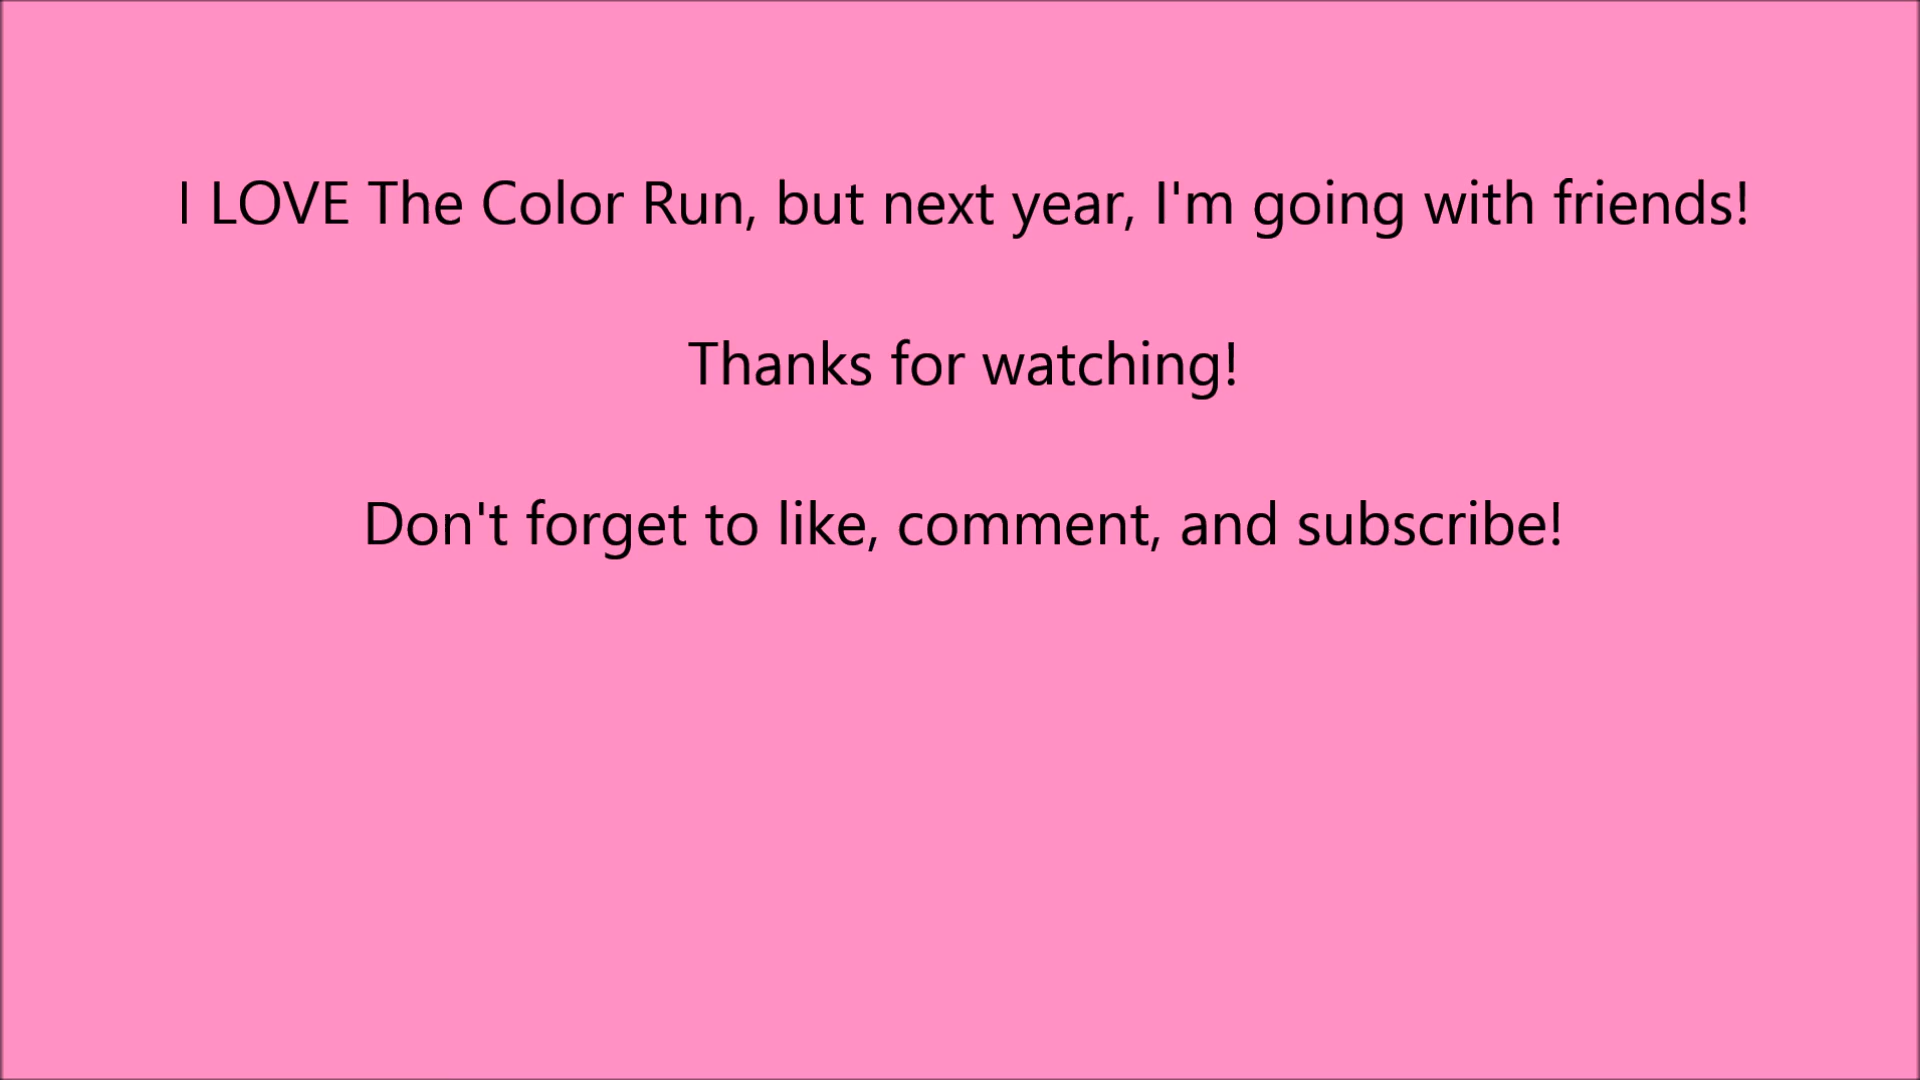 I LOVE The Color Run, but next year, I'm going with friends!
Thanks for watching!
Don't forget to like, comment, and subscribe!